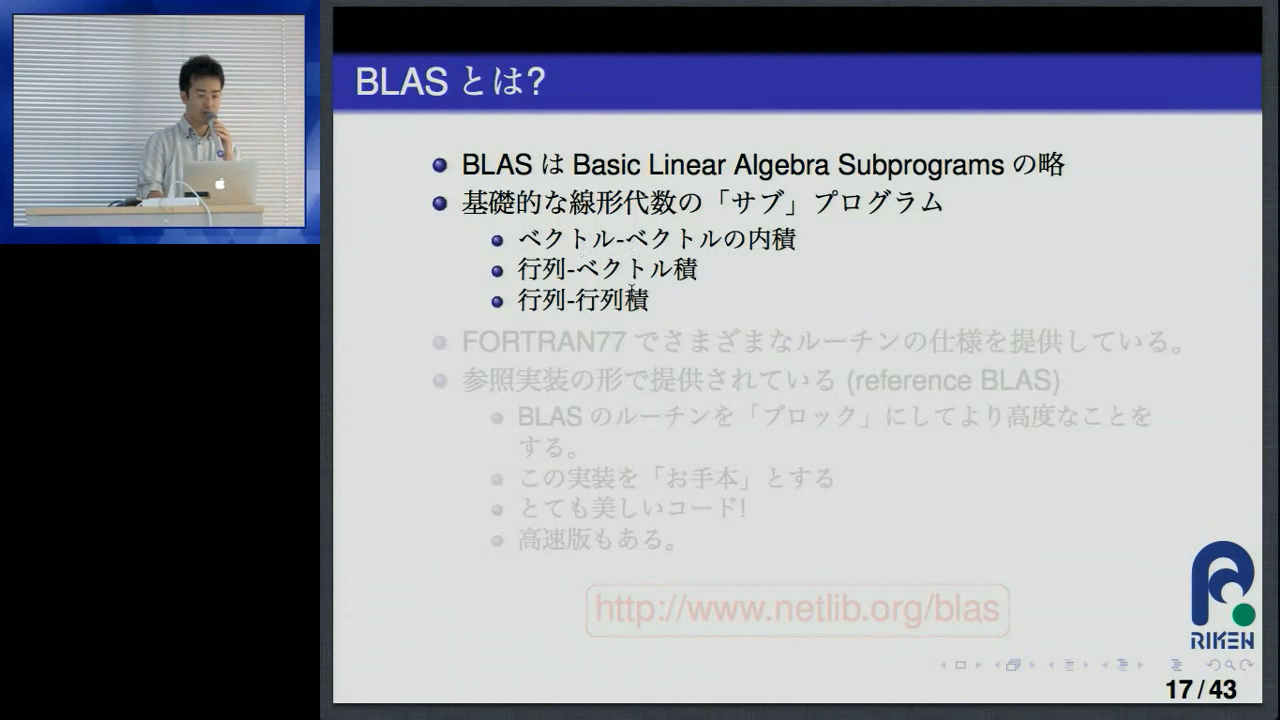 BLAS とは?
BLAS は Basic Linear Algebra Subprograms の略
基礎的な線形代数の「サブ」プログラム
ベクトル-ベクトルの内積
行列-ベクトル積
行列-行列積
FORTRAN77 でさまざまなルーチンの仕様を提供している。
参照実装の形で提供されている (reference BLAS)
BLAS のルーチンを「ブロック」にしてより高度なことを
する。
この実装を「お手本」とする
とても美しいコード!
高速版もある。
http://www.netlib.org/blas
RIKEN
17 / 43